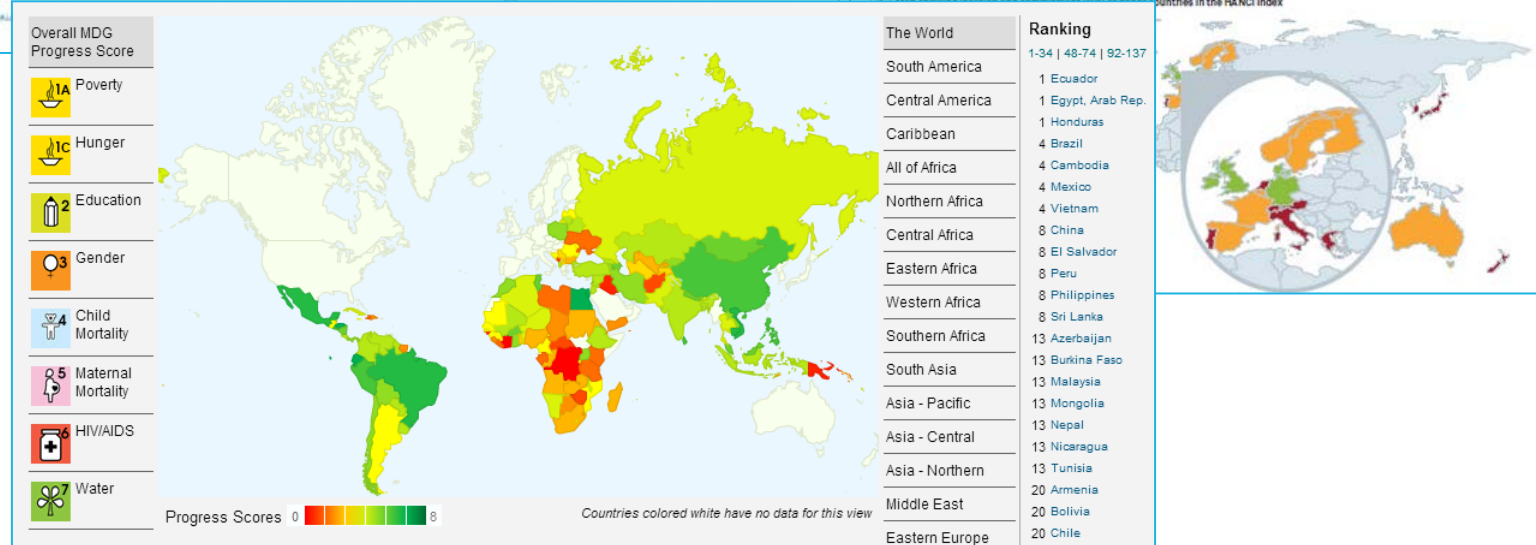 Overall MDG
Progress Score
1A Poverty
1C Hunger
2 Education
3 Gender
4 Child
Mortality
5 Maternal
Mortality
6 HIV/AIDS
7 Water
Progress Scores 0 8
Countries colored white have no data for this view
The World
South America
Central America
Caribbean
All of Africa
Northern Africa
Central Africa
Eastern Africa
Western Africa
Southern Africa
South Asia
Asia - Pacific
Asia - Central
Asia - Northern
Middle East
Eastern Europe
Ranking
1-34 | 48-74 | 92-137
1 Ecuador
1 Egypt, Arab Rep.
1 Honduras
4 Brazil
4 Cambodia
4 Mexico
4 Vietnam
8 China
8 El Salvador
8 Peru
8 Philippines
8 Sri Lanka
13 Azerbaijan
13 Burkina Faso
13 Malaysia
13 Mongolia
13 Nepal
13 Nicaragua
13 Tunisia
20 Armenia
20 Bolivia
20 Chile
in the HANCI index